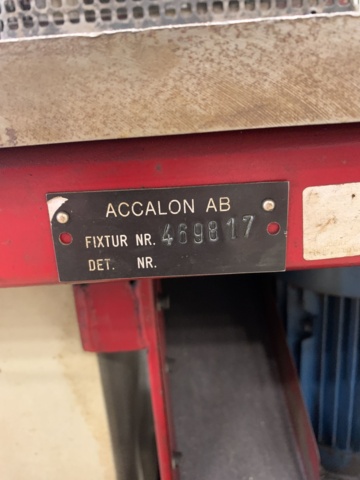 ACCALON AB
FIXTUR NR. 469817
DET. NR.